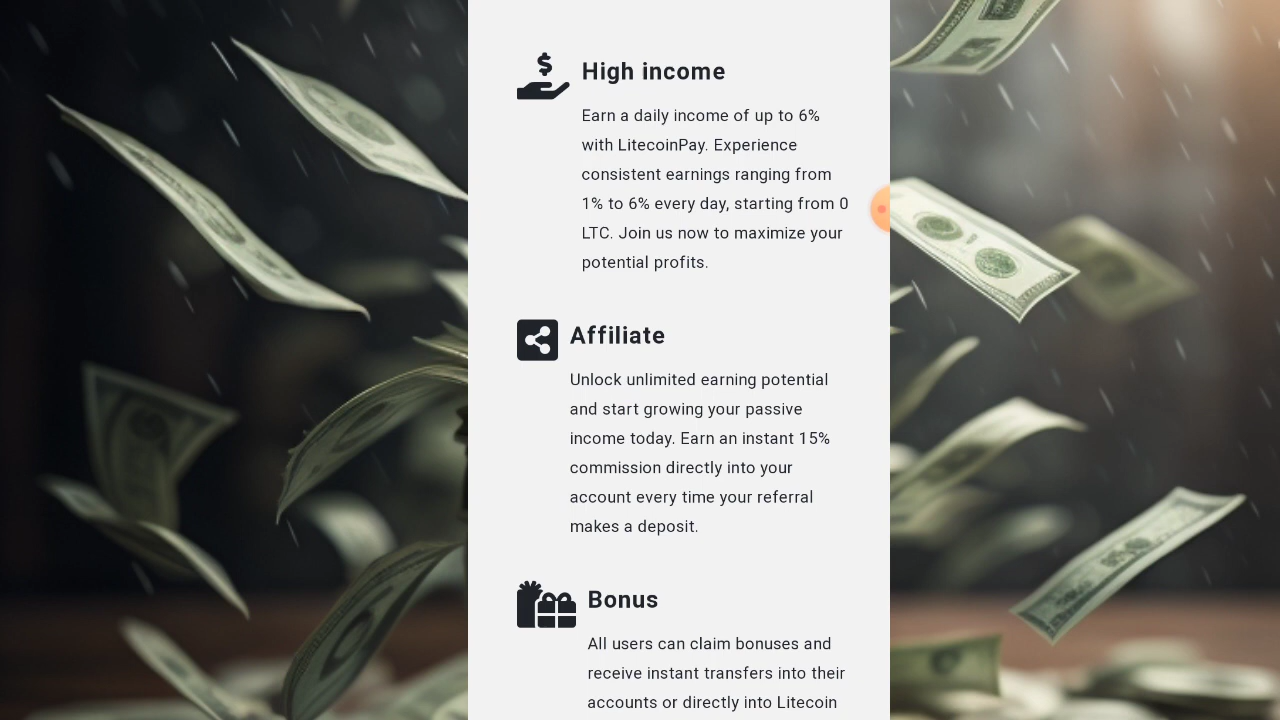 High income
Earn a daily income of up to 6%
with LitecoinPay. Experience
consistent earnings ranging from
1% to 6% every day, starting from 0
LTC. Join us now to maximize your
potential profits.
Affiliate
Unlock unlimited earning potential
and start growing your passive
income today. Earn an instant 15%
commission directly into your
account every time your referral
makes a deposit.
Bonus
All users can claim bonuses and
receive instant transfers into their
accounts or directly into Litecoin